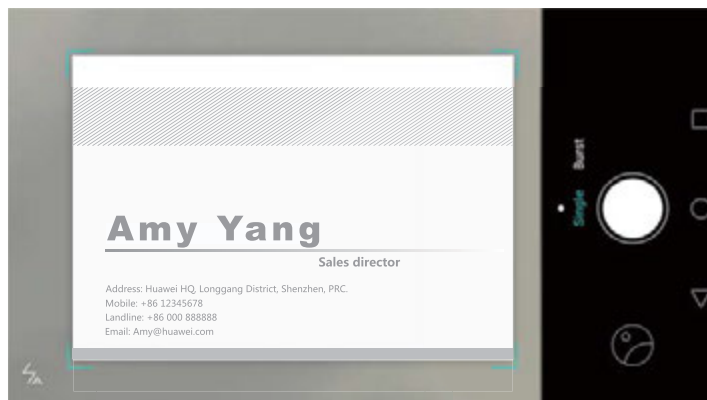 Amy Yang
Sales director
Address: Huawei HQ, Longgang District, Shenzhen, PRC.
Mobile: +86 12345678
Landline: +86 000 888888
Email: Amy@huawei.com
Single
Burst